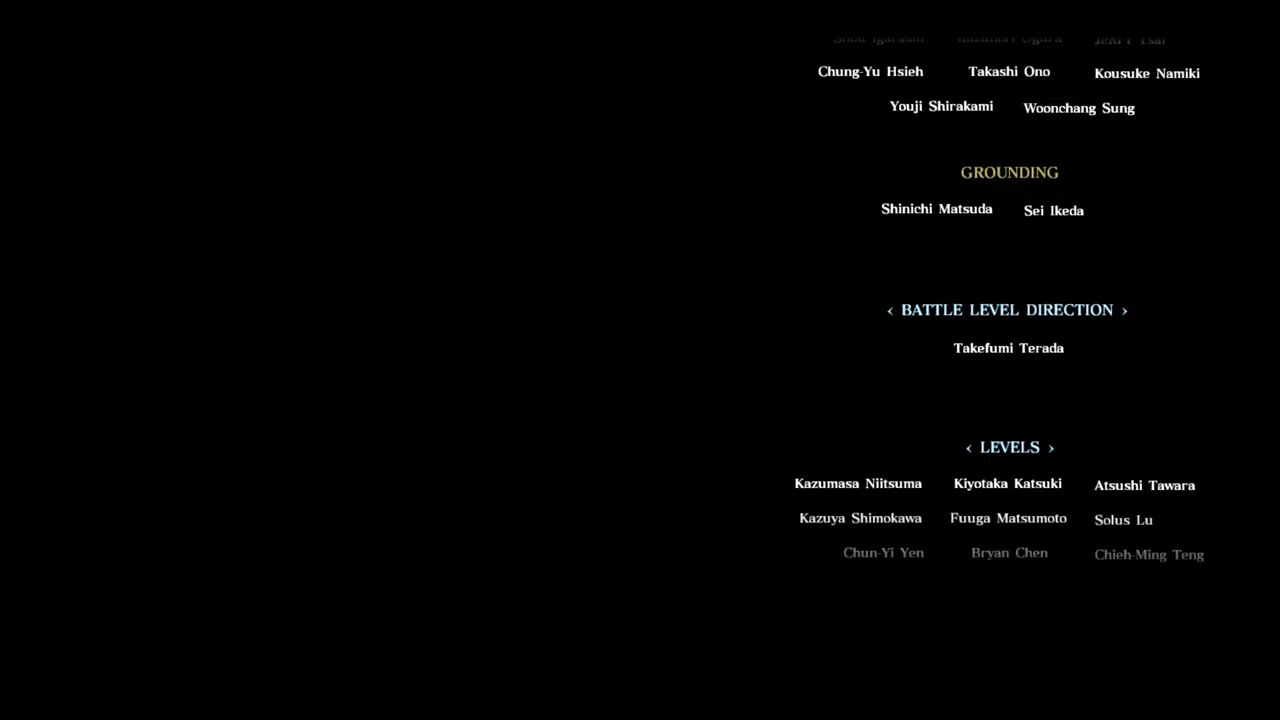 Chung-Yu Hsieh Takashi Ono Kousuke Namiki
Youji Shirakami Woonchang Sung
GROUNDING
Shinichi Matsuda Sei Ikeda
‹ BATTLE LEVEL DIRECTION ›
Takefumi Terada
‹ LEVELS ›
Kazumasa Niitsuma Kiyotaka Katsuki Atsushi Tawara
Kazuya Shimokawa Fuuga Matsumoto Solus Lu
Chun-Yi Yen Bryan Chen Chieh-Ming Teng